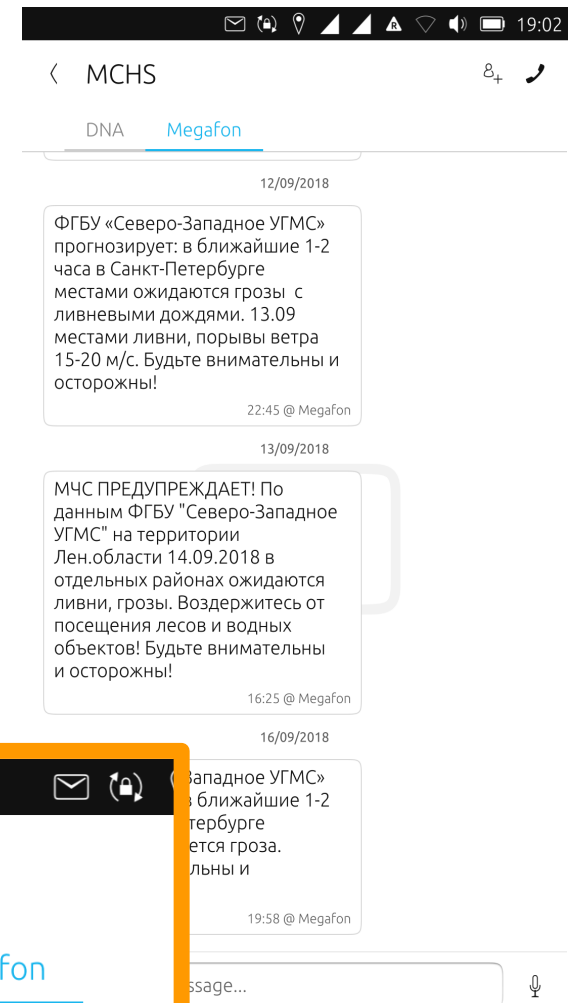 19:02
MCHS
DNA Megafon
12/09/2018
ФГБУ «Северо-Западное УГМС»
прогнозирует: в ближайшие 1-2
часа в Санкт-Петербурге
местами ожидаются грозы с
ливневыми дождями. 13.09
местами ливни, порывы ветра
15-20 м/с. Будьте внимательны и
осторожны!
22:45 @ Megafon
13/09/2018
МЧС ПРЕДУПРЕЖДАЕТ! По
данным ФГБУ "Северо-Западное
УГМС" на территории
Лен.области 14.09.2018 в
отдельных районах ожидаются
ливни, грозы. Воздержитесь от
посещения лесов и водных
объектов! Будьте внимательны
и осторожны!
16:25 @ Megafon
16/09/2018
Западное УГМС»
в ближайшие 1-2
тербурге
ется гроза.
льны и
19:58 @ Megafon
fon
ssage...